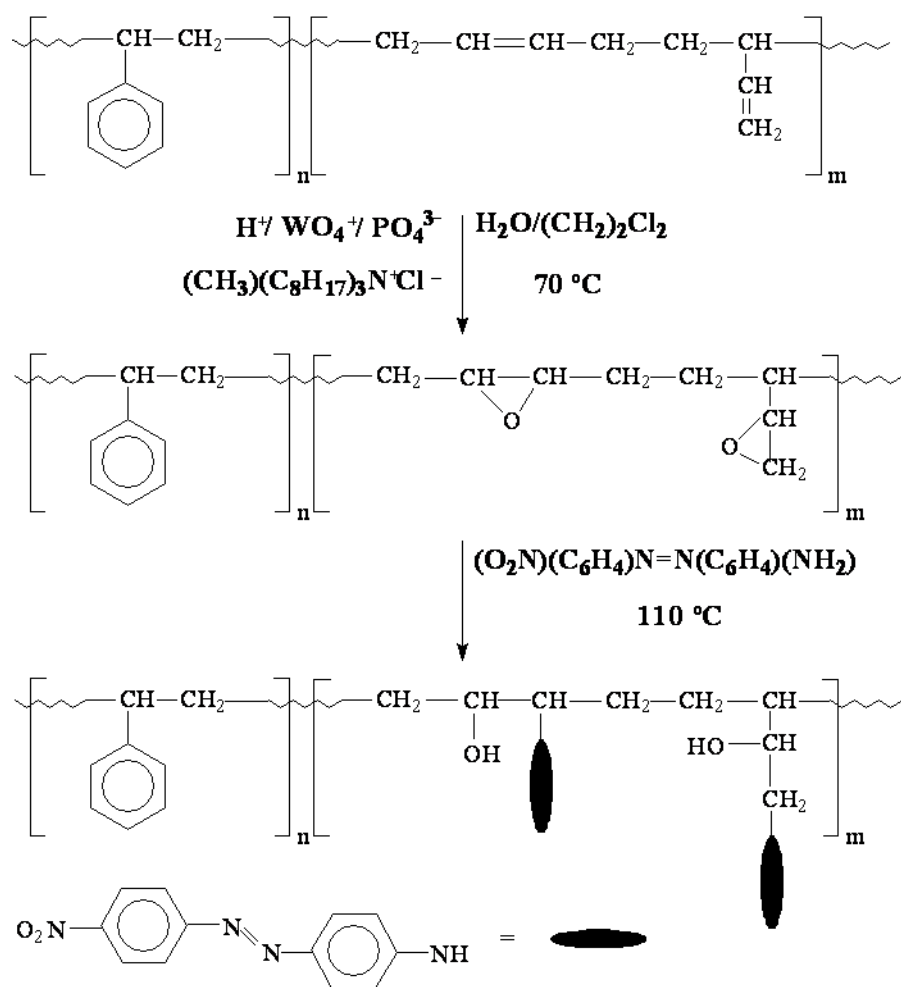 CH CH₂ CH₂ CH CH CH₂ CH₂ CH
CH
CH₂
n m
H⁺/ WO₄⁺/ PO₄³⁻ H₂O/(CH₂)₂Cl₂
(CH₃)(C₈H₁₇)₃N⁺Cl⁻ 70 °C
CH CH₂ CH₂ CH CH CH₂ CH₂ CH
O CH
O CH₂
n m
(O₂N)(C₆H₄)N=N(C₆H₄)(NH₂)
110 °C
CH CH₂ CH₂ CH CH CH₂ CH₂ CH
OH HO CH
CH₂
n m
O₂N N N NH =